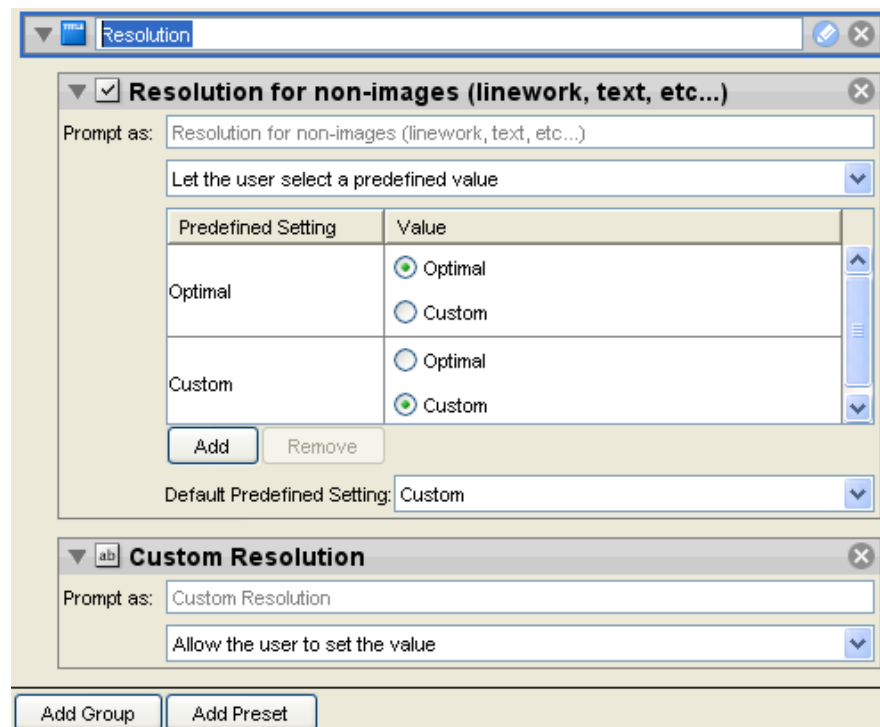 TITLE Resolution
Resolution for non-images (linework, text, etc...)
Prompt as: Resolution for non-images (linework, text, etc...)
Let the user select a predefined value
Predefined Setting Value
Optimal
Optimal
Custom
Optimal
Custom
Custom
Add Remove
Default Predefined Setting: Custom
ab Custom Resolution
Prompt as: Custom Resolution
Allow the user to set the value
Add Group Add Preset